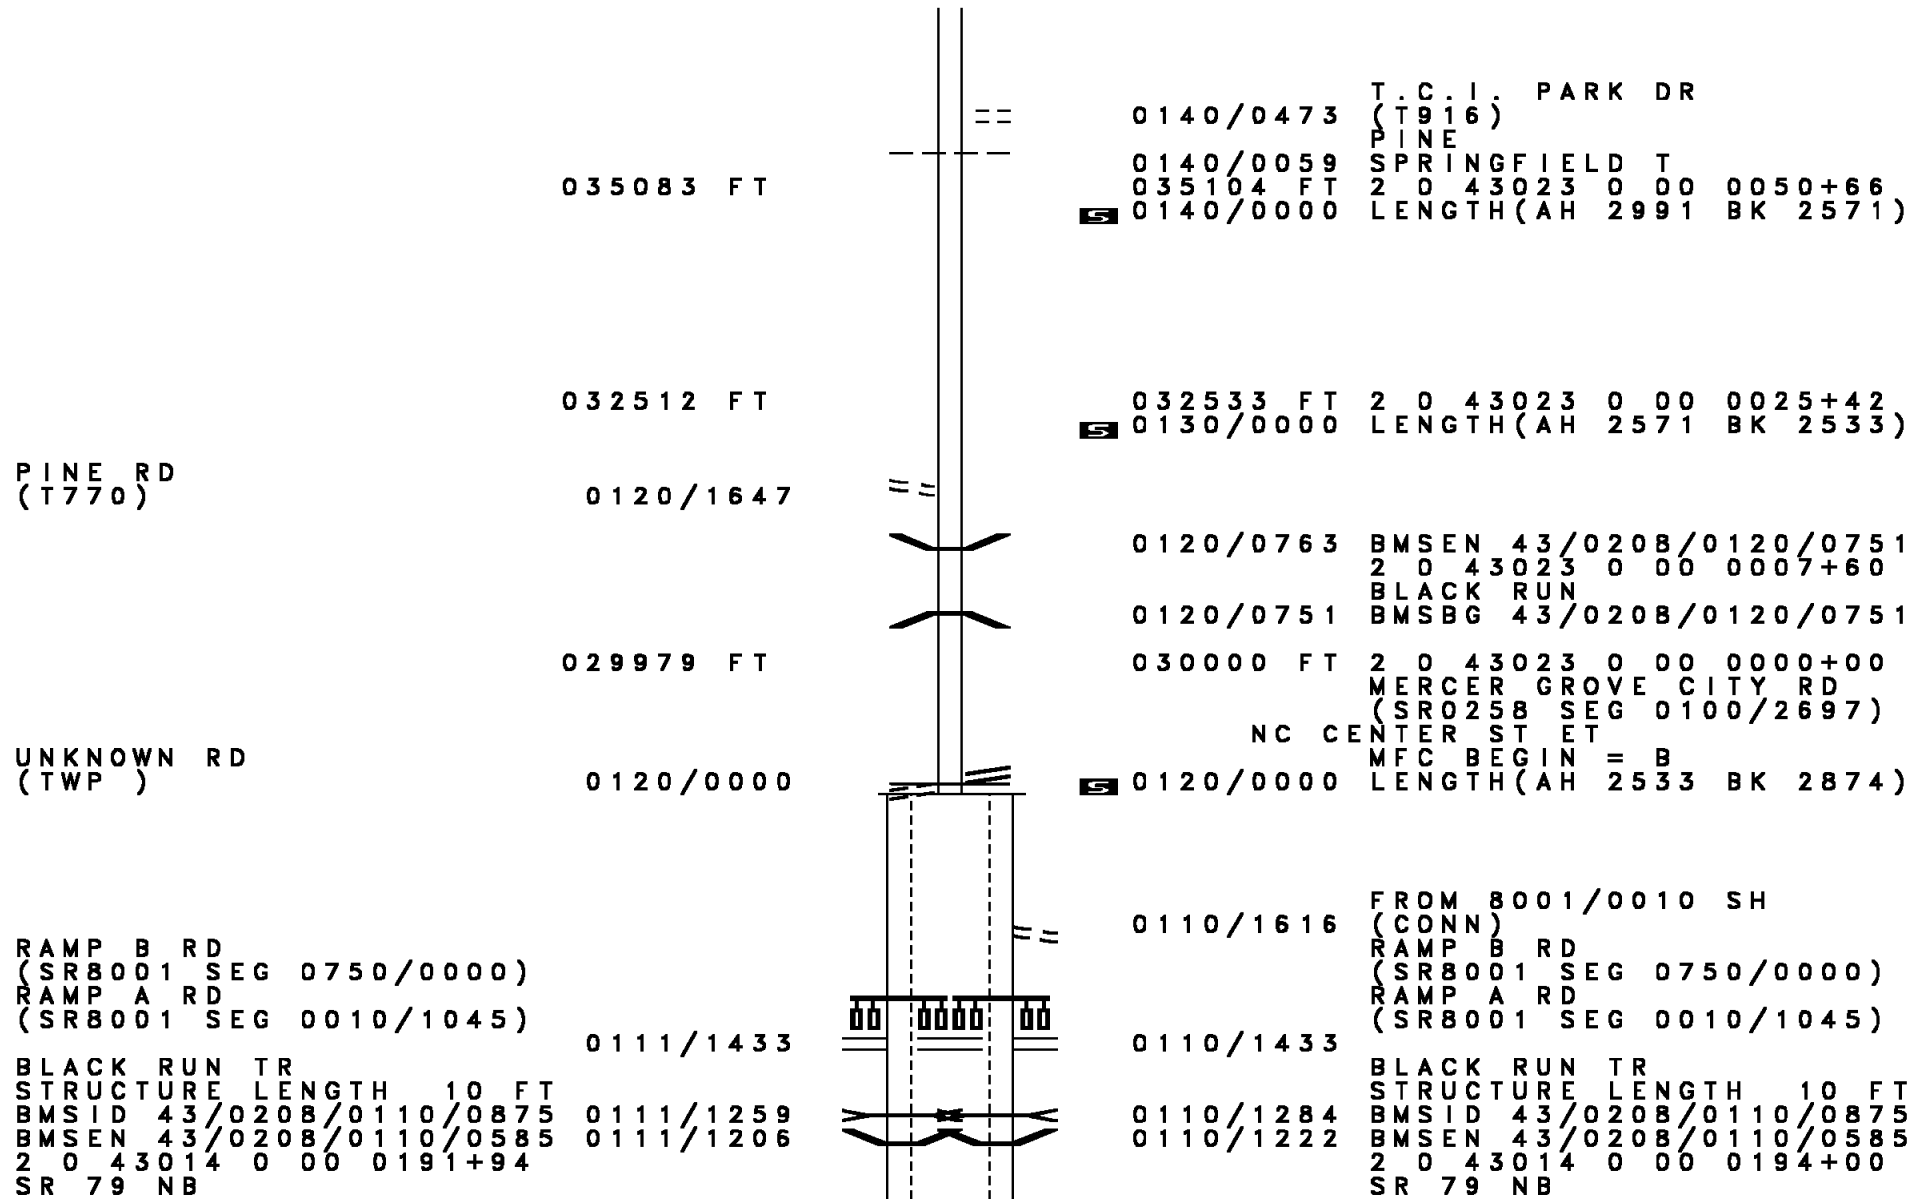 T.C.I. PARK DR
0140/0473 (T916)
PINE
0140/0059 SPRINGFIELD T
035083 FT 035104 FT 2 0 43023 0 00 0050+66
S 0140/0000 LENGTH(AH 2991 BK 2571)
032512 FT 032533 FT 2 0 43023 0 00 0025+42
S 0130/0000 LENGTH(AH 2571 BK 2533)
PINE RD
(T770) 0120/1647
0120/0763 BMSEN 43/0208/0120/0751
2 0 43023 0 00 0007+60
BLACK RUN
0120/0751 BMSBG 43/0208/0120/0751
029979 FT 030000 FT 2 0 43023 0 00 0000+00
MERCER GROVE CITY RD
(SR0258 SEG 0100/2697)
NC CENTER ST ET
UNKNOWN RD MFC BEGIN = B
(TWP ) 0120/0000 S 0120/0000 LENGTH(AH 2533 BK 2874)
FROM 8001/0010 SH
0110/1616 (CONN)
RAMP B RD RAMP B RD
(SR8001 SEG 0750/0000) (SR8001 SEG 0750/0000)
RAMP A RD RAMP A RD
(SR8001 SEG 0010/1045) (SR8001 SEG 0010/1045)
0111/1433 0110/1433
BLACK RUN TR BLACK RUN TR
STRUCTURE LENGTH 10 FT STRUCTURE LENGTH 10 FT
BMSID 43/0208/0110/0875 0111/1259 0110/1284 BMSID 43/0208/0110/0875
BMSEN 43/0208/0110/0585 0111/1206 0110/1222 BMSEN 43/0208/0110/0585
2 0 43014 0 00 0191+94 2 0 43014 0 00 0194+00
SR 79 NB SR 79 NB